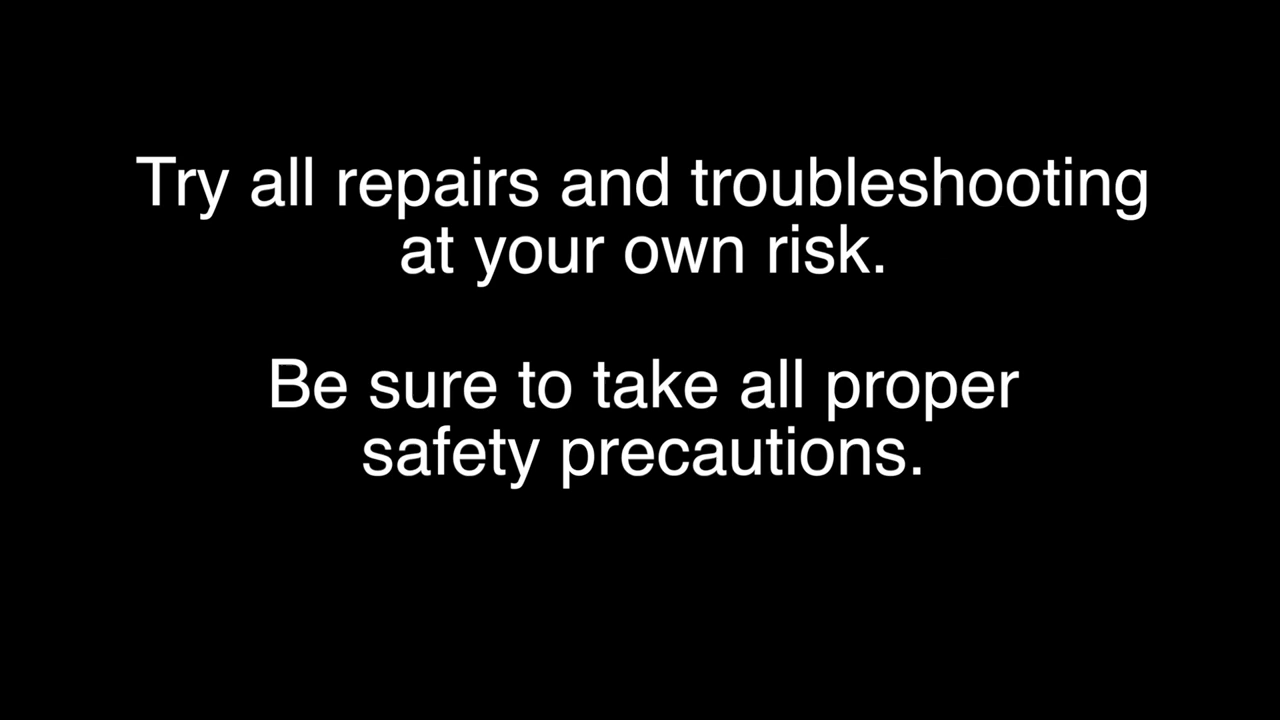 Try all repairs and troubleshooting
at your own risk.
Be sure to take all proper
safety precautions.